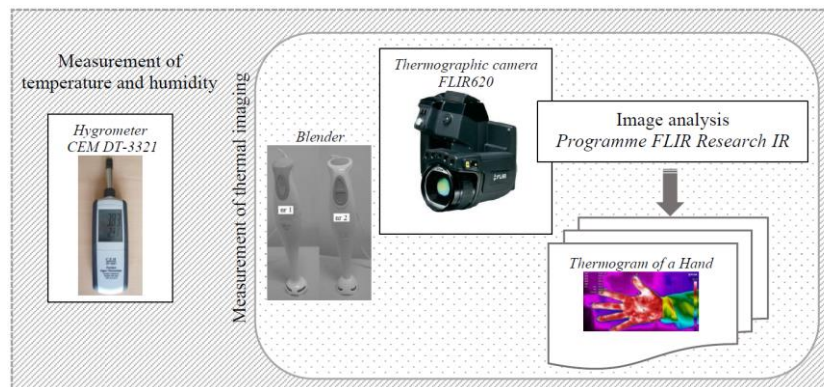 Measurement of
temperature and humidity
Hygrometer
CEM DT-3321
Measurement of thermal imaging
Blender
nr 1
nr 2
Thermographic camera
FLIR620
Image analysis
Programme FLIR Research IR
Thermogram of a Hand